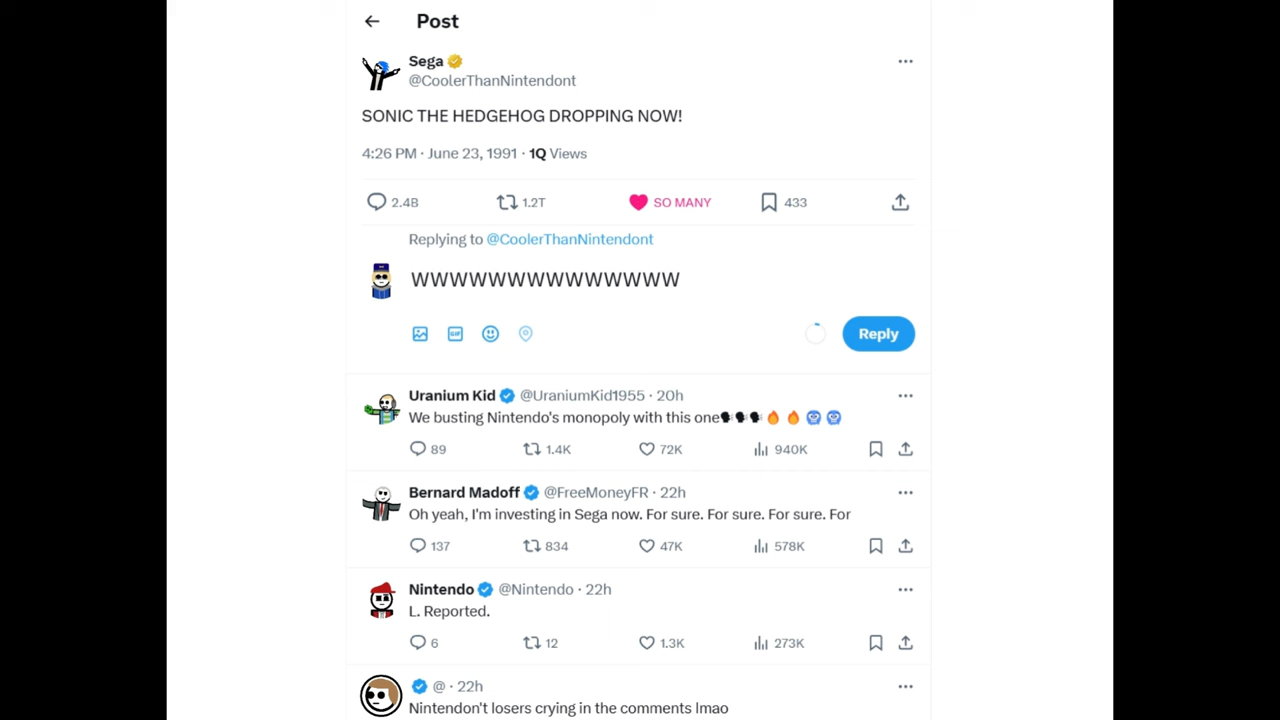 Post
Sega
@CoolerThanNintendont
SONIC THE HEDGEHOG DROPPING NOW!
4:26 PM · June 23, 1991 · 1Q Views
2.4B 1.2T SO MANY 433
Replying to @CoolerThanNintendont
WWWWWWWWWWWWWW
GIF Reply
Uranium Kid @UraniumKid1955 · 20h
We busting Nintendo's monopoly with this one🗣🗣🗣🔥🔥🥶🥶
89 1.4K 72K 940K
Bernard Madoff @FreeMoneyFR · 22h
Oh yeah, I'm investing in Sega now. For sure. For sure. For sure. For
137 834 47K 578K
Nintendo @Nintendo · 22h
L. Reported.
6 12 1.3K 273K
@ · 22h
Nintendon't losers crying in the comments lmao